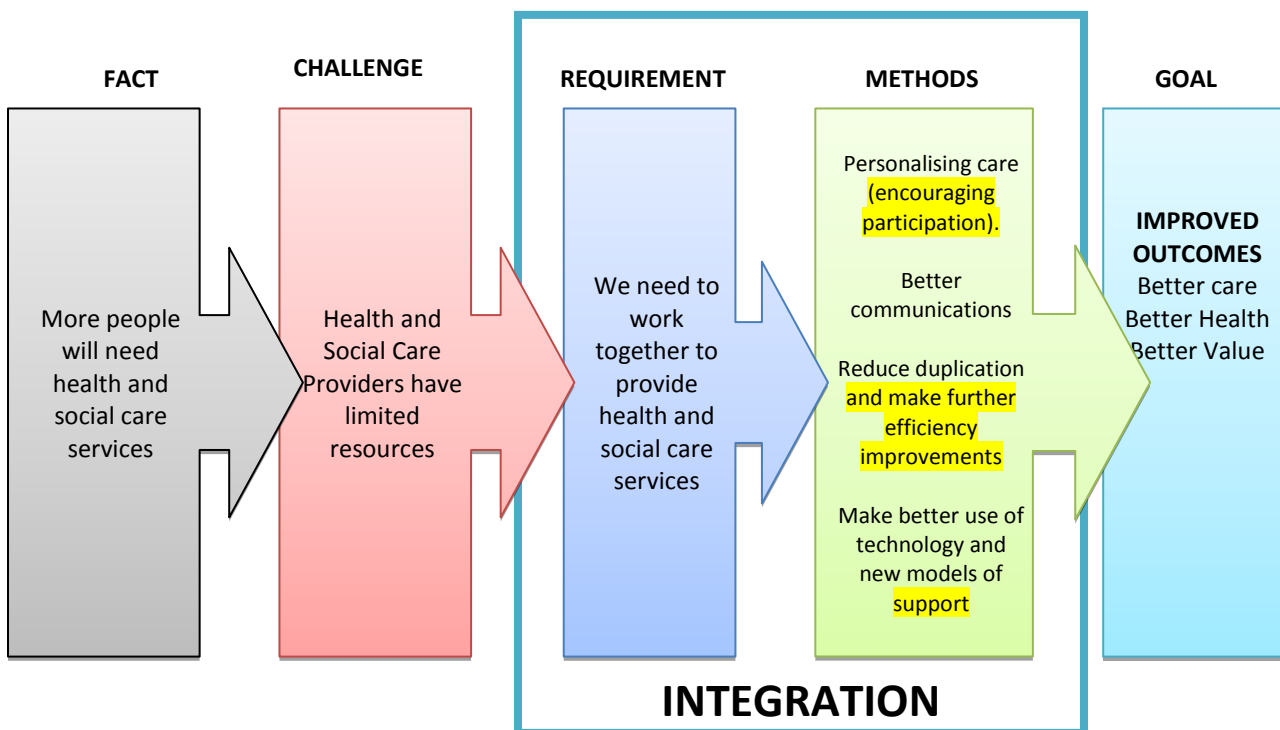 FACT
More people
will need
health and
social care
services
CHALLENGE
Health and
Social Care
Providers have
limited
resources
REQUIREMENT
We need to
work
together to
provide
health and
social care
services
METHODS
Personalising care
(encouraging
participation).
Better
communications
Reduce duplication
and make further
efficiency
improvements
Make better use of
technology and
new models of
support
GOAL
IMPROVED
OUTCOMES
Better care
Better Health
Better Value
INTEGRATION